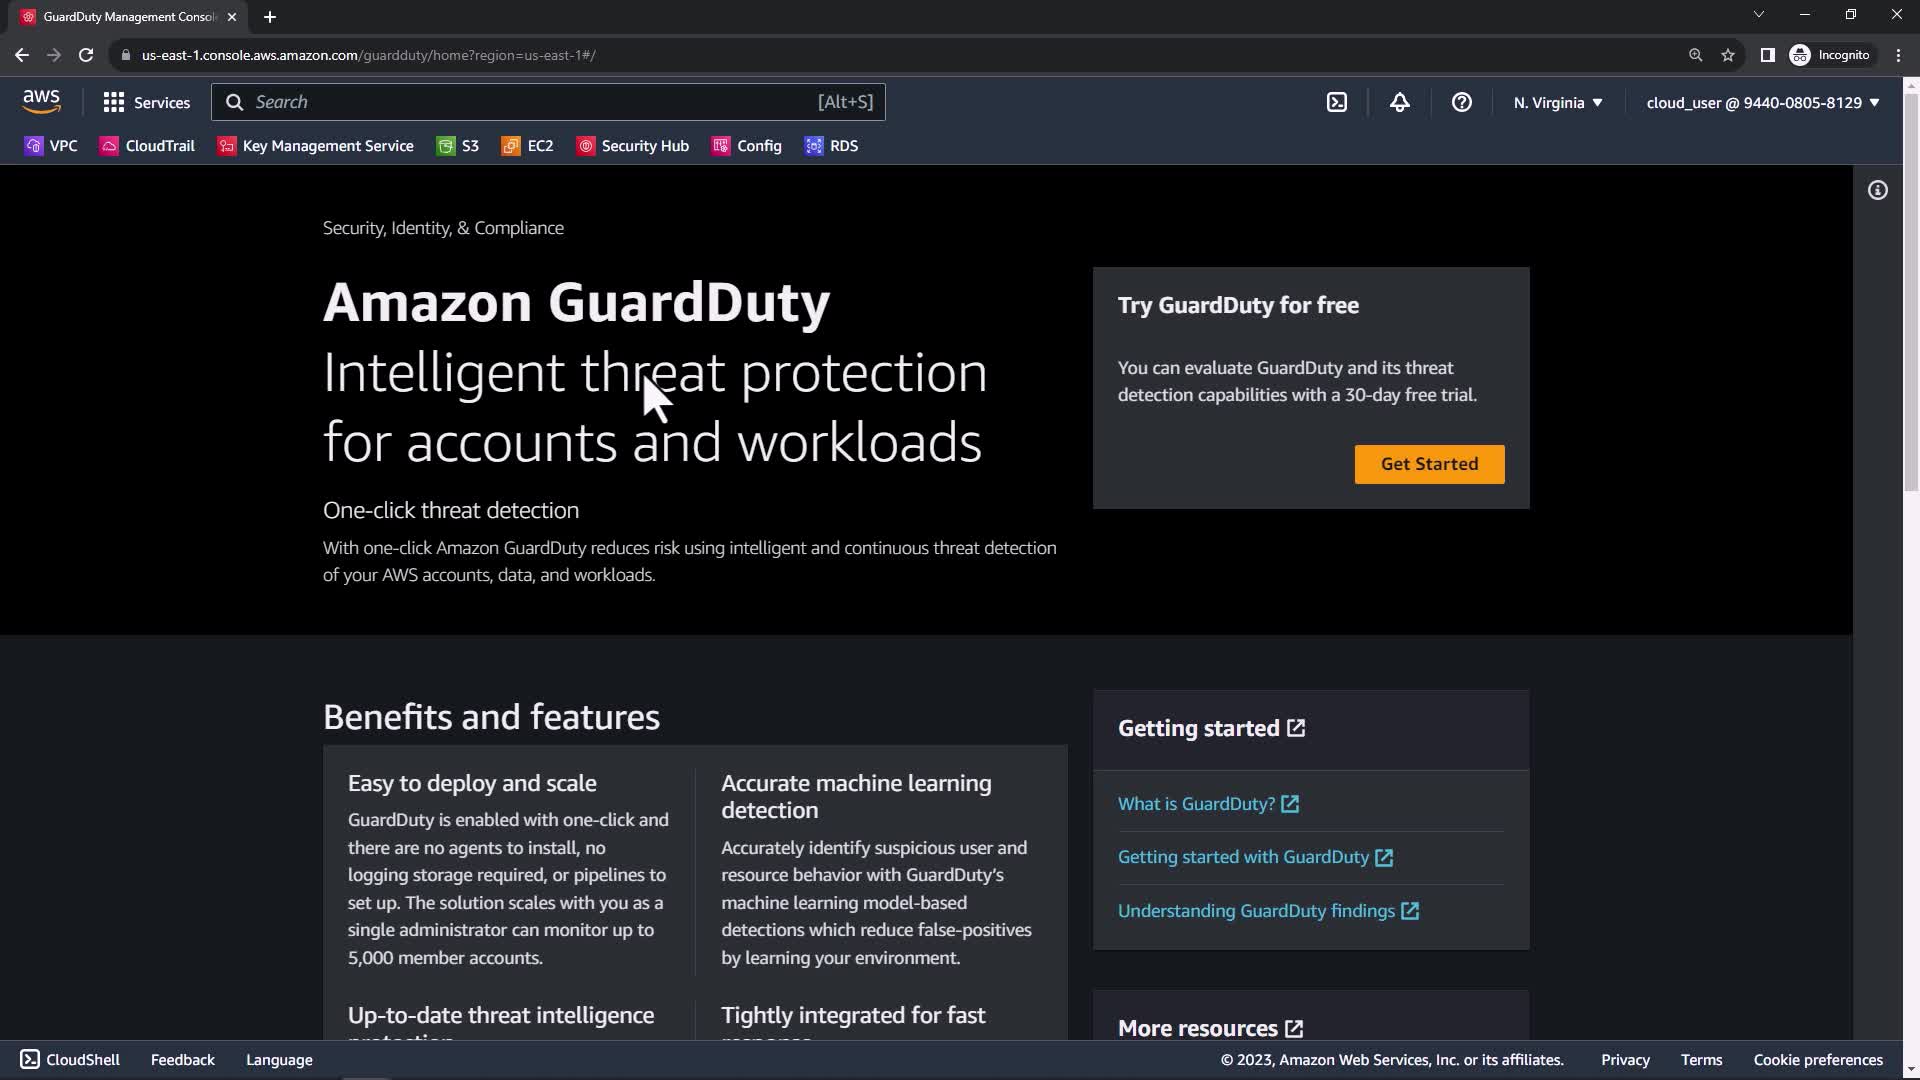 GuardDuty Management Consol
us-east-1.console.aws.amazon.com/guardduty/home?region=us-east-1#/
Incognito
aws
Services
Search
[Alt+S]
N. Virginia
cloud_user @ 9440-0805-8129
VPC
CloudTrail
Key Management Service
S3
EC2
Security Hub
Config
RDS
Security, Identity, & Compliance
Amazon GuardDuty
Intelligent threat protection
for accounts and workloads
One-click threat detection
With one-click Amazon GuardDuty reduces risk using intelligent and continuous threat detection
of your AWS accounts, data, and workloads.
Try GuardDuty for free
You can evaluate GuardDuty and its threat
detection capabilities with a 30-day free trial.
Get Started
Benefits and features
Easy to deploy and scale
GuardDuty is enabled with one-click and
there are no agents to install, no
logging storage required, or pipelines to
set up. The solution scales with you as a
single administrator can monitor up to
5,000 member accounts.
Accurate machine learning
detection
Accurately identify suspicious user and
resource behavior with GuardDuty's
machine learning model-based
detections which reduce false-positives
by learning your environment.
Up-to-date threat intelligence
Tightly integrated for fast
Getting started
What is GuardDuty?
Getting started with GuardDuty
Understanding GuardDuty findings
More resources
CloudShell
Feedback
Language
© 2023, Amazon Web Services, Inc. or its affiliates.
Privacy
Terms
Cookie preferences